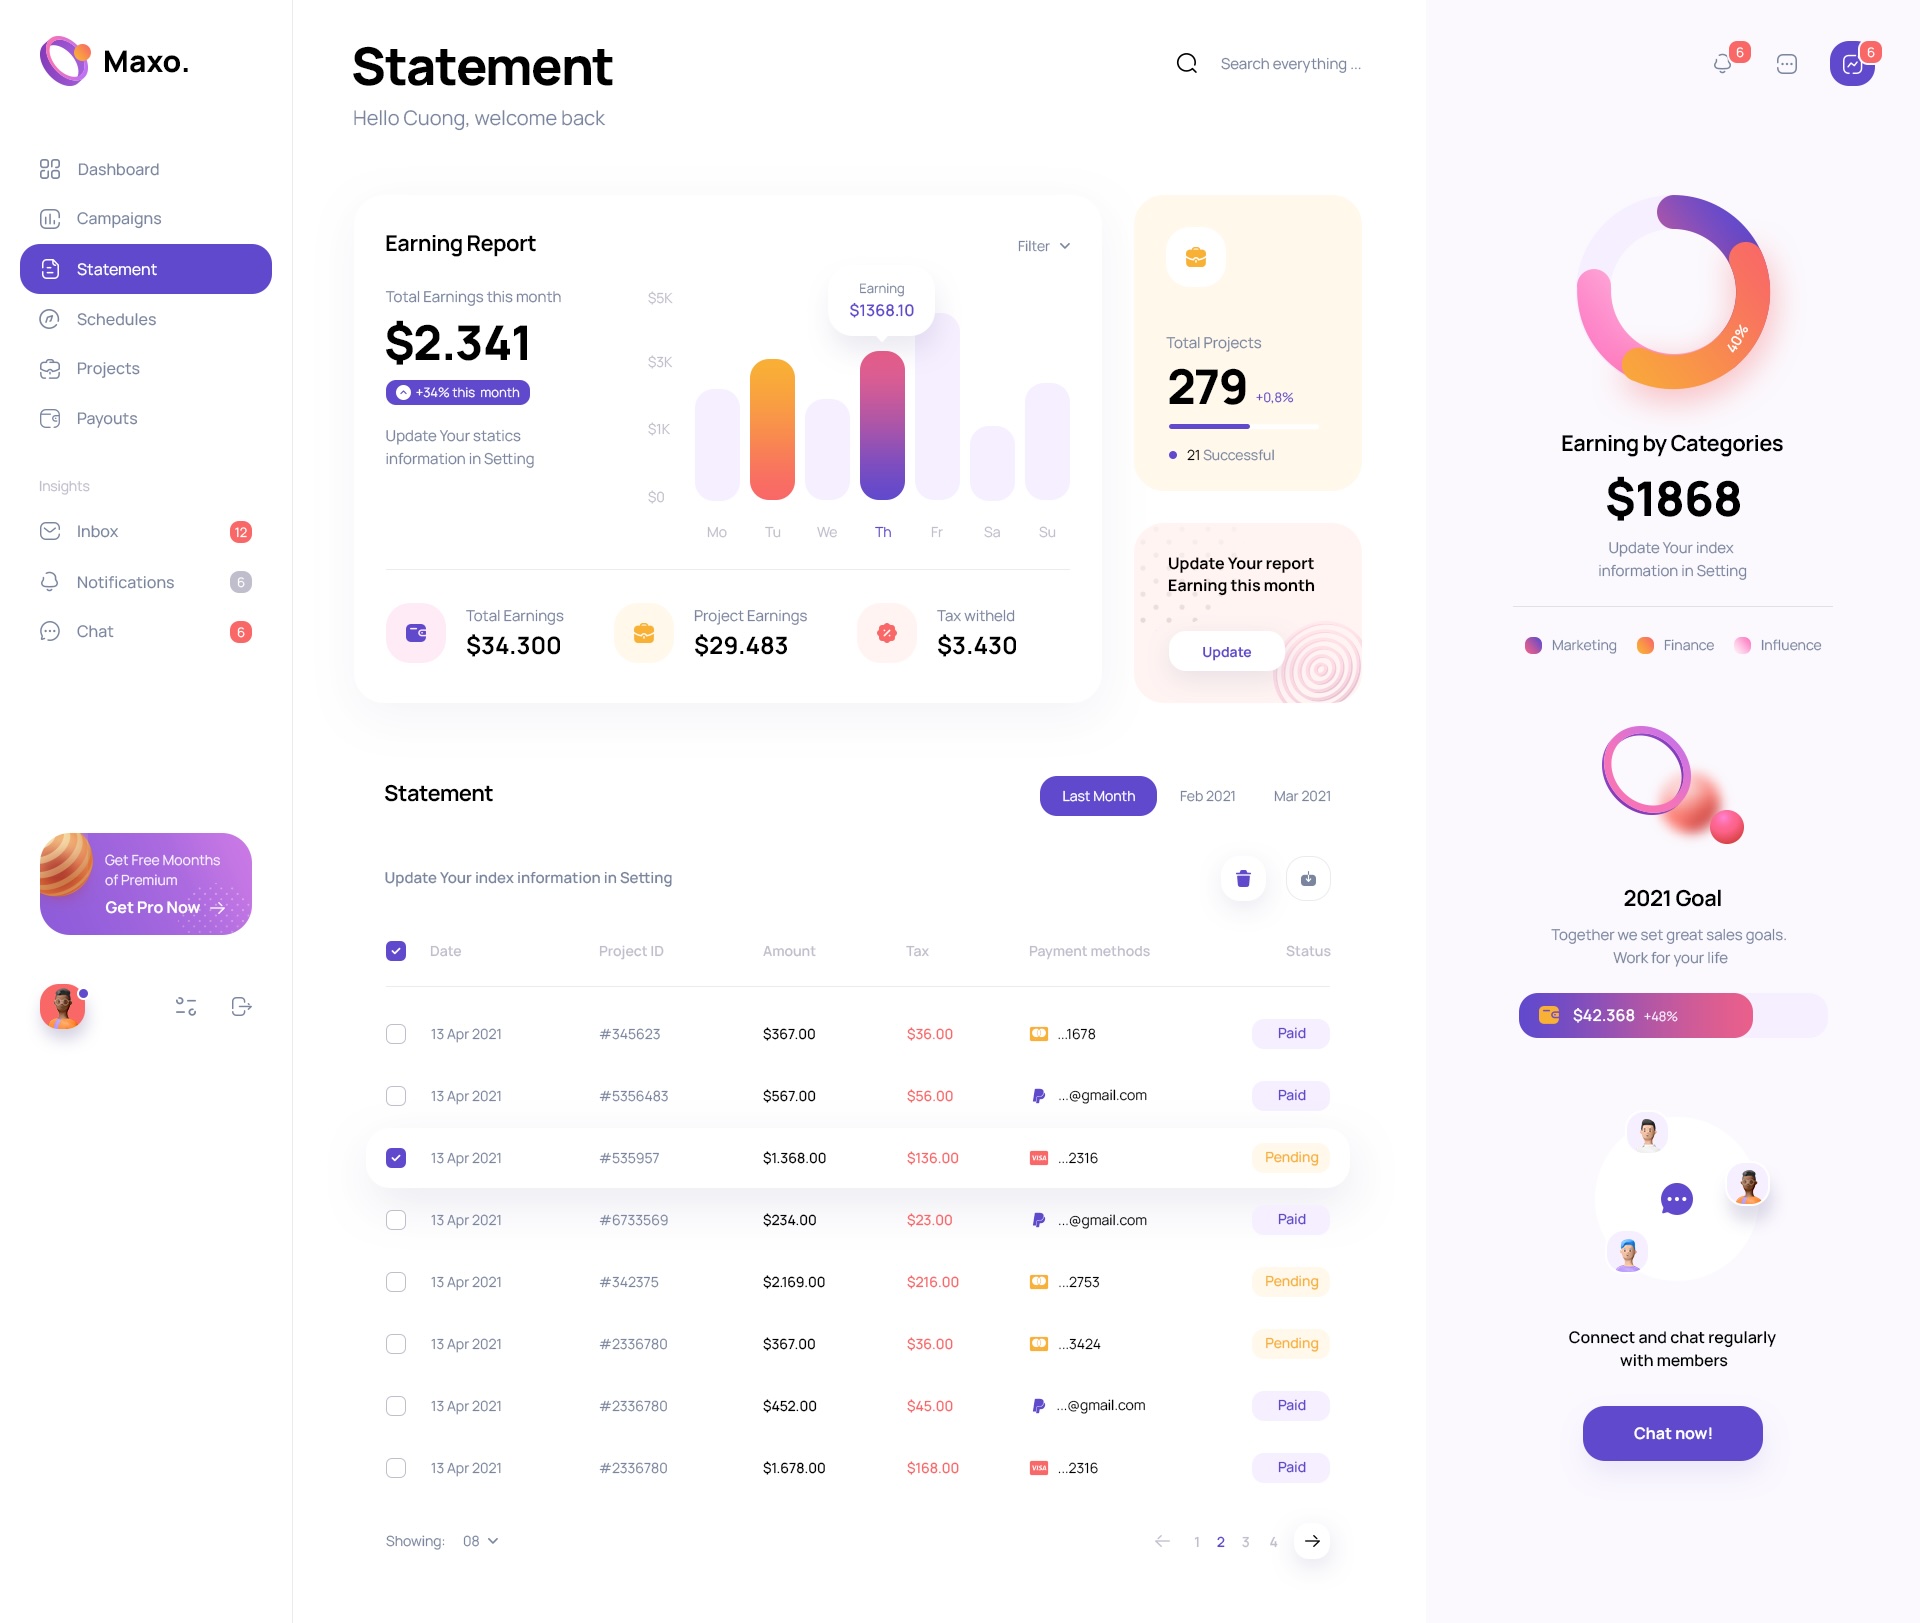 Maxo.
Dashboard
Campaigns
Statement
Schedules
Projects
Payouts
Insights
Inbox 12
Notifications 6
Chat 6
Get Free Moonths
of Premium
Get Pro Now
Statement
Hello Cuong, welcome back
Search everything ...
Earning Report
Filter
Total Earnings this month
$2.341
+34% this month
Update Your statics
information in Setting
$5K
$3K
$1K
$0
Earning
$1368.10
Mo Tu We Th Fr Sa Su
Total Earnings
$34.300
Project Earnings
$29.483
Tax witheld
$3.430
Total Projects
279 +0,8%
21 Successful
Update Your report
Earning this month
Update
Statement
Last Month Feb 2021 Mar 2021
Update Your index information in Setting
Date Project ID Amount Tax Payment methods Status
13 Apr 2021 #345623 $367.00 $36.00 ...1678 Paid
13 Apr 2021 #5356483 $567.00 $56.00 ...@gmail.com Paid
13 Apr 2021 #535957 $1.368.00 $136.00 VISA ...2316 Pending
13 Apr 2021 #6733569 $234.00 $23.00 ...@gmail.com Paid
13 Apr 2021 #342375 $2.169.00 $216.00 ...2753 Pending
13 Apr 2021 #2336780 $367.00 $36.00 ...3424 Pending
13 Apr 2021 #2336780 $452.00 $45.00 ...@gmail.com Paid
13 Apr 2021 #2336780 $1.678.00 $168.00 VISA ...2316 Paid
Showing: 08
1 2 3 4
6
6
40%
Earning by Categories
$1868
Update Your index
information in Setting
Marketing Finance Influence
2021 Goal
Together we set great sales goals.
Work for your life
$42.368 +48%
Connect and chat regularly
with members
Chat now!